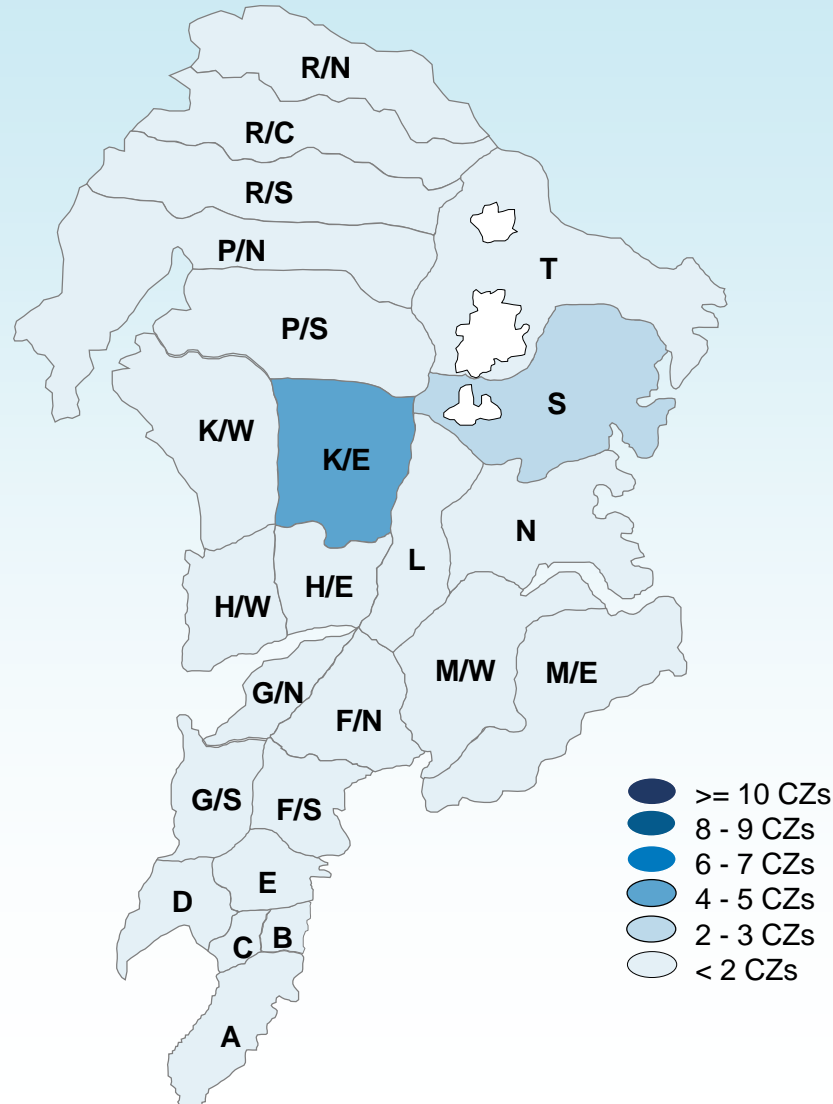 R/N
R/C
R/S
P/N
T
P/S
S
K/W
K/E
N
L
H/E
H/W
M/W
M/E
G/N
F/N
G/S
F/S
E
D
B
C
A
>= 10 CZs
8 - 9 CZs
6 - 7 CZs
4 - 5 CZs
2 - 3 CZs
< 2 CZs